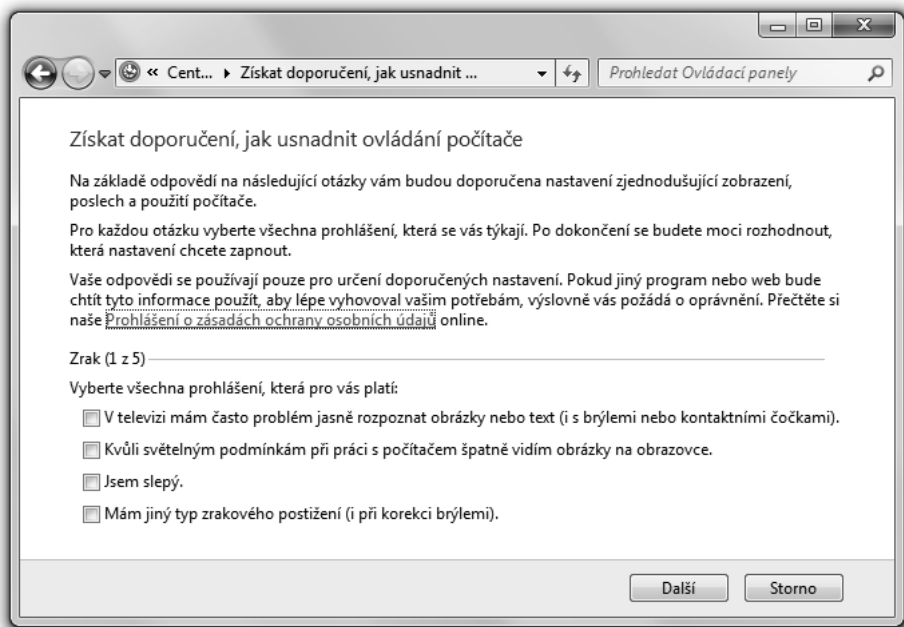 « Cent... ▸ Získat doporučení, jak usnadnit ...
Prohledat Ovládací panely
Získat doporučení, jak usnadnit ovládání počítače
Na základě odpovědí na následující otázky vám budou doporučena nastavení zjednodušující zobrazení,
poslech a použití počítače.
Pro každou otázku vyberte všechna prohlášení, která se vás týkají. Po dokončení se budete moci rozhodnout,
která nastavení chcete zapnout.
Vaše odpovědi se používají pouze pro určení doporučených nastavení. Pokud jiný program nebo web bude
chtít tyto informace použít, aby lépe vyhovoval vašim potřebám, výslovně vás požádá o oprávnění. Přečtěte si
naše Prohlášení o zásadách ochrany osobních údajů online.
Zrak (1 z 5)
Vyberte všechna prohlášení, která pro vás platí:
V televizi mám často problém jasně rozpoznat obrázky nebo text (i s brýlemi nebo kontaktními čočkami).
Kvůli světelným podmínkám při práci s počítačem špatně vidím obrázky na obrazovce.
Jsem slepý.
Mám jiný typ zrakového postižení (i při korekci brýlemi).
Další
Storno